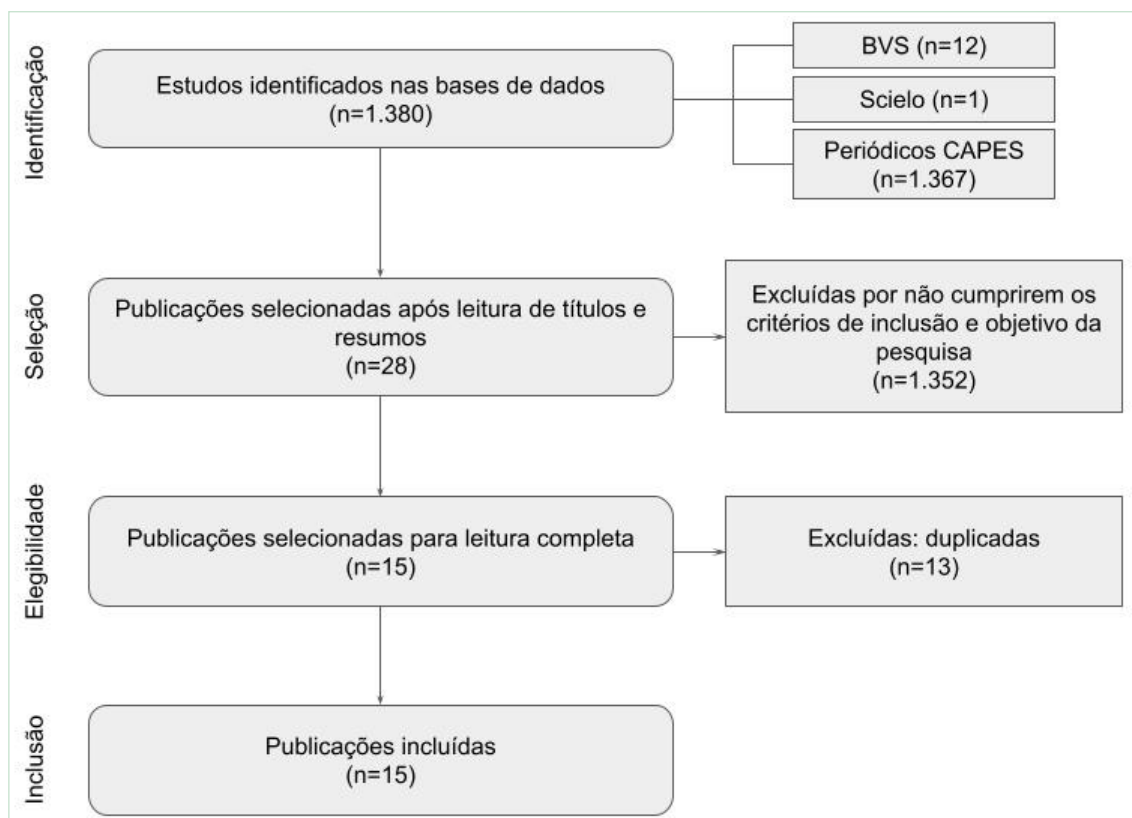 Identificação
Estudos identificados nas bases de dados
(n=1.380)
BVS (n=12)
Scielo (n=1)
Periódicos CAPES
(n=1.367)
Seleção
Publicações selecionadas após leitura de títulos e
resumos
(n=28)
Excluídas por não cumprirem os
critérios de inclusão e objetivo da
pesquisa
(n=1.352)
Elegibilidade
Publicações selecionadas para leitura completa
(n=15)
Excluídas: duplicadas
(n=13)
Inclusão
Publicações incluídas
(n=15)